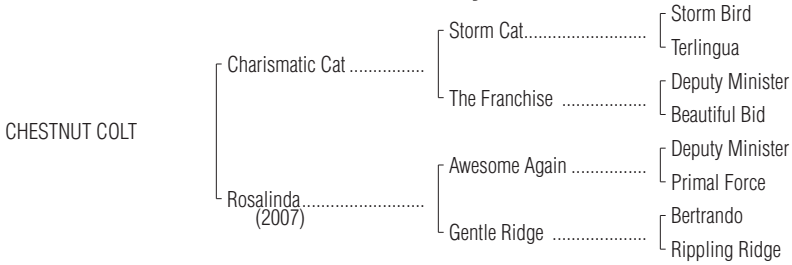 Storm Bird
Storm Cat..........................
Terlingua
Charismatic Cat ................
Deputy Minister
The Franchise ..................
Beautiful Bid
CHESTNUT COLT
Deputy Minister
Awesome Again ................
Primal Force
Rosalinda..........................
(2007)
Bertrando
Gentle Ridge ....................
Rippling Ridge